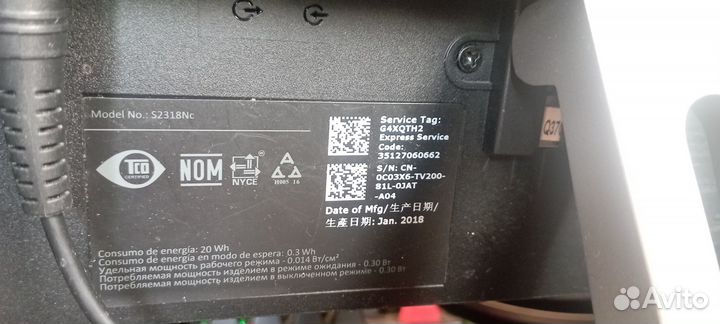 Model No.: S2318Nc
TCO
CERTIFIED
NOM
NYCE
H005 16
Service Tag:
G4XQTH2
Express Service
Code:
35127060662
S/N: CN-
0C03X6-TV200-
81L-0JAT
-A04
Date of Mfg/生产日期/
生產日期: Jan. 2018
Consumo de energía: 20 Wh
Consumo de energía en modo de espera: 0.3 Wh
Удельная мощность рабочего режима - 0.014 Вт/см²
Потребляемая мощность изделием в режиме ожидания - 0.30 Вт
Потребляемая мощность изделием в выключенном режиме - 0.30 Вт
Avito